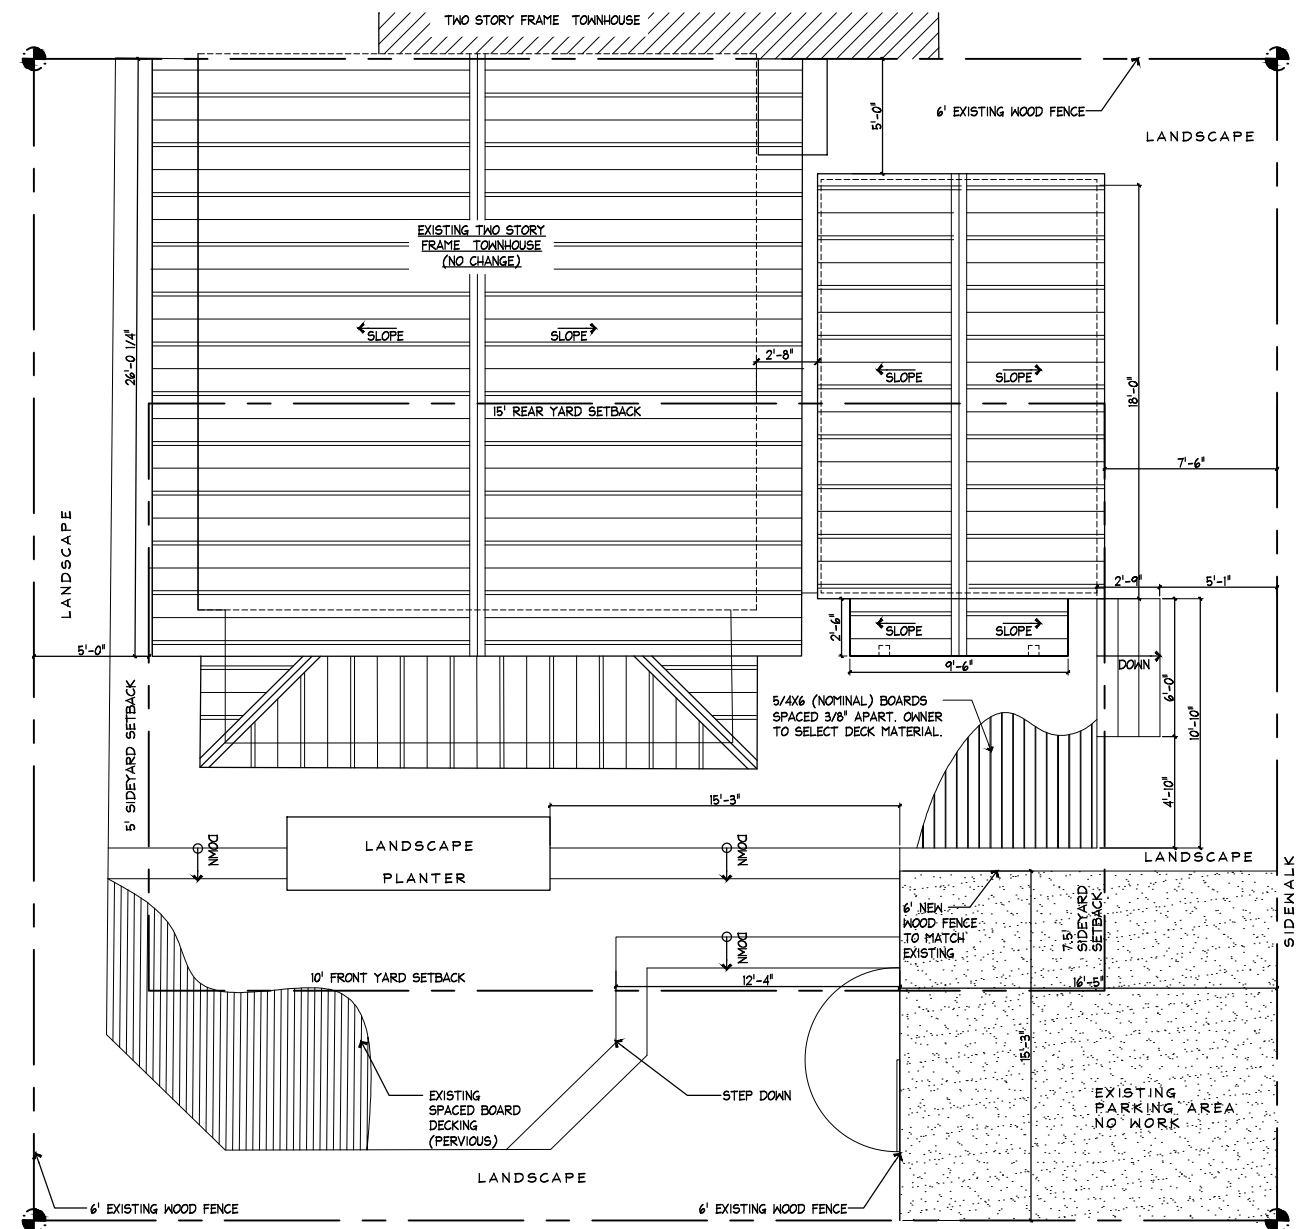 TWO STORY FRAME TOWNHOUSE
5'-0"
6' EXISTING WOOD FENCE
LANDSCAPE
EXISTING TWO STORY
FRAME TOWNHOUSE
(NO CHANGE)
26'-0 1/4"
SLOPE
SLOPE
2'-8"
SLOPE
SLOPE
18'-0"
15' REAR YARD SETBACK
7'-6"
LANDSCAPE
2'-9"
5'-1"
2'-6"
SLOPE
SLOPE
5'-0"
9'-6"
DOWN
6'-0"
10'-10"
5' SIDEYARD SETBACK
5/4X6 (NOMINAL) BOARDS
SPACED 3/8" APART. OWNER
TO SELECT DECK MATERIAL.
15'-3"
4'-10"
DOWN
LANDSCAPE
PLANTER
DOWN
LANDSCAPE
SIDEWALK
6' NEW
WOOD FENCE
TO MATCH
EXISTING
7.5'
SIDEYARD
SETBACK
DOWN
10' FRONT YARD SETBACK
12'-4"
16'-5"
15'-3"
EXISTING
SPACED BOARD
DECKING
(PERVIOUS)
STEP DOWN
EXISTING
PARKING AREA
NO WORK
LANDSCAPE
6' EXISTING WOOD FENCE
6' EXISTING WOOD FENCE